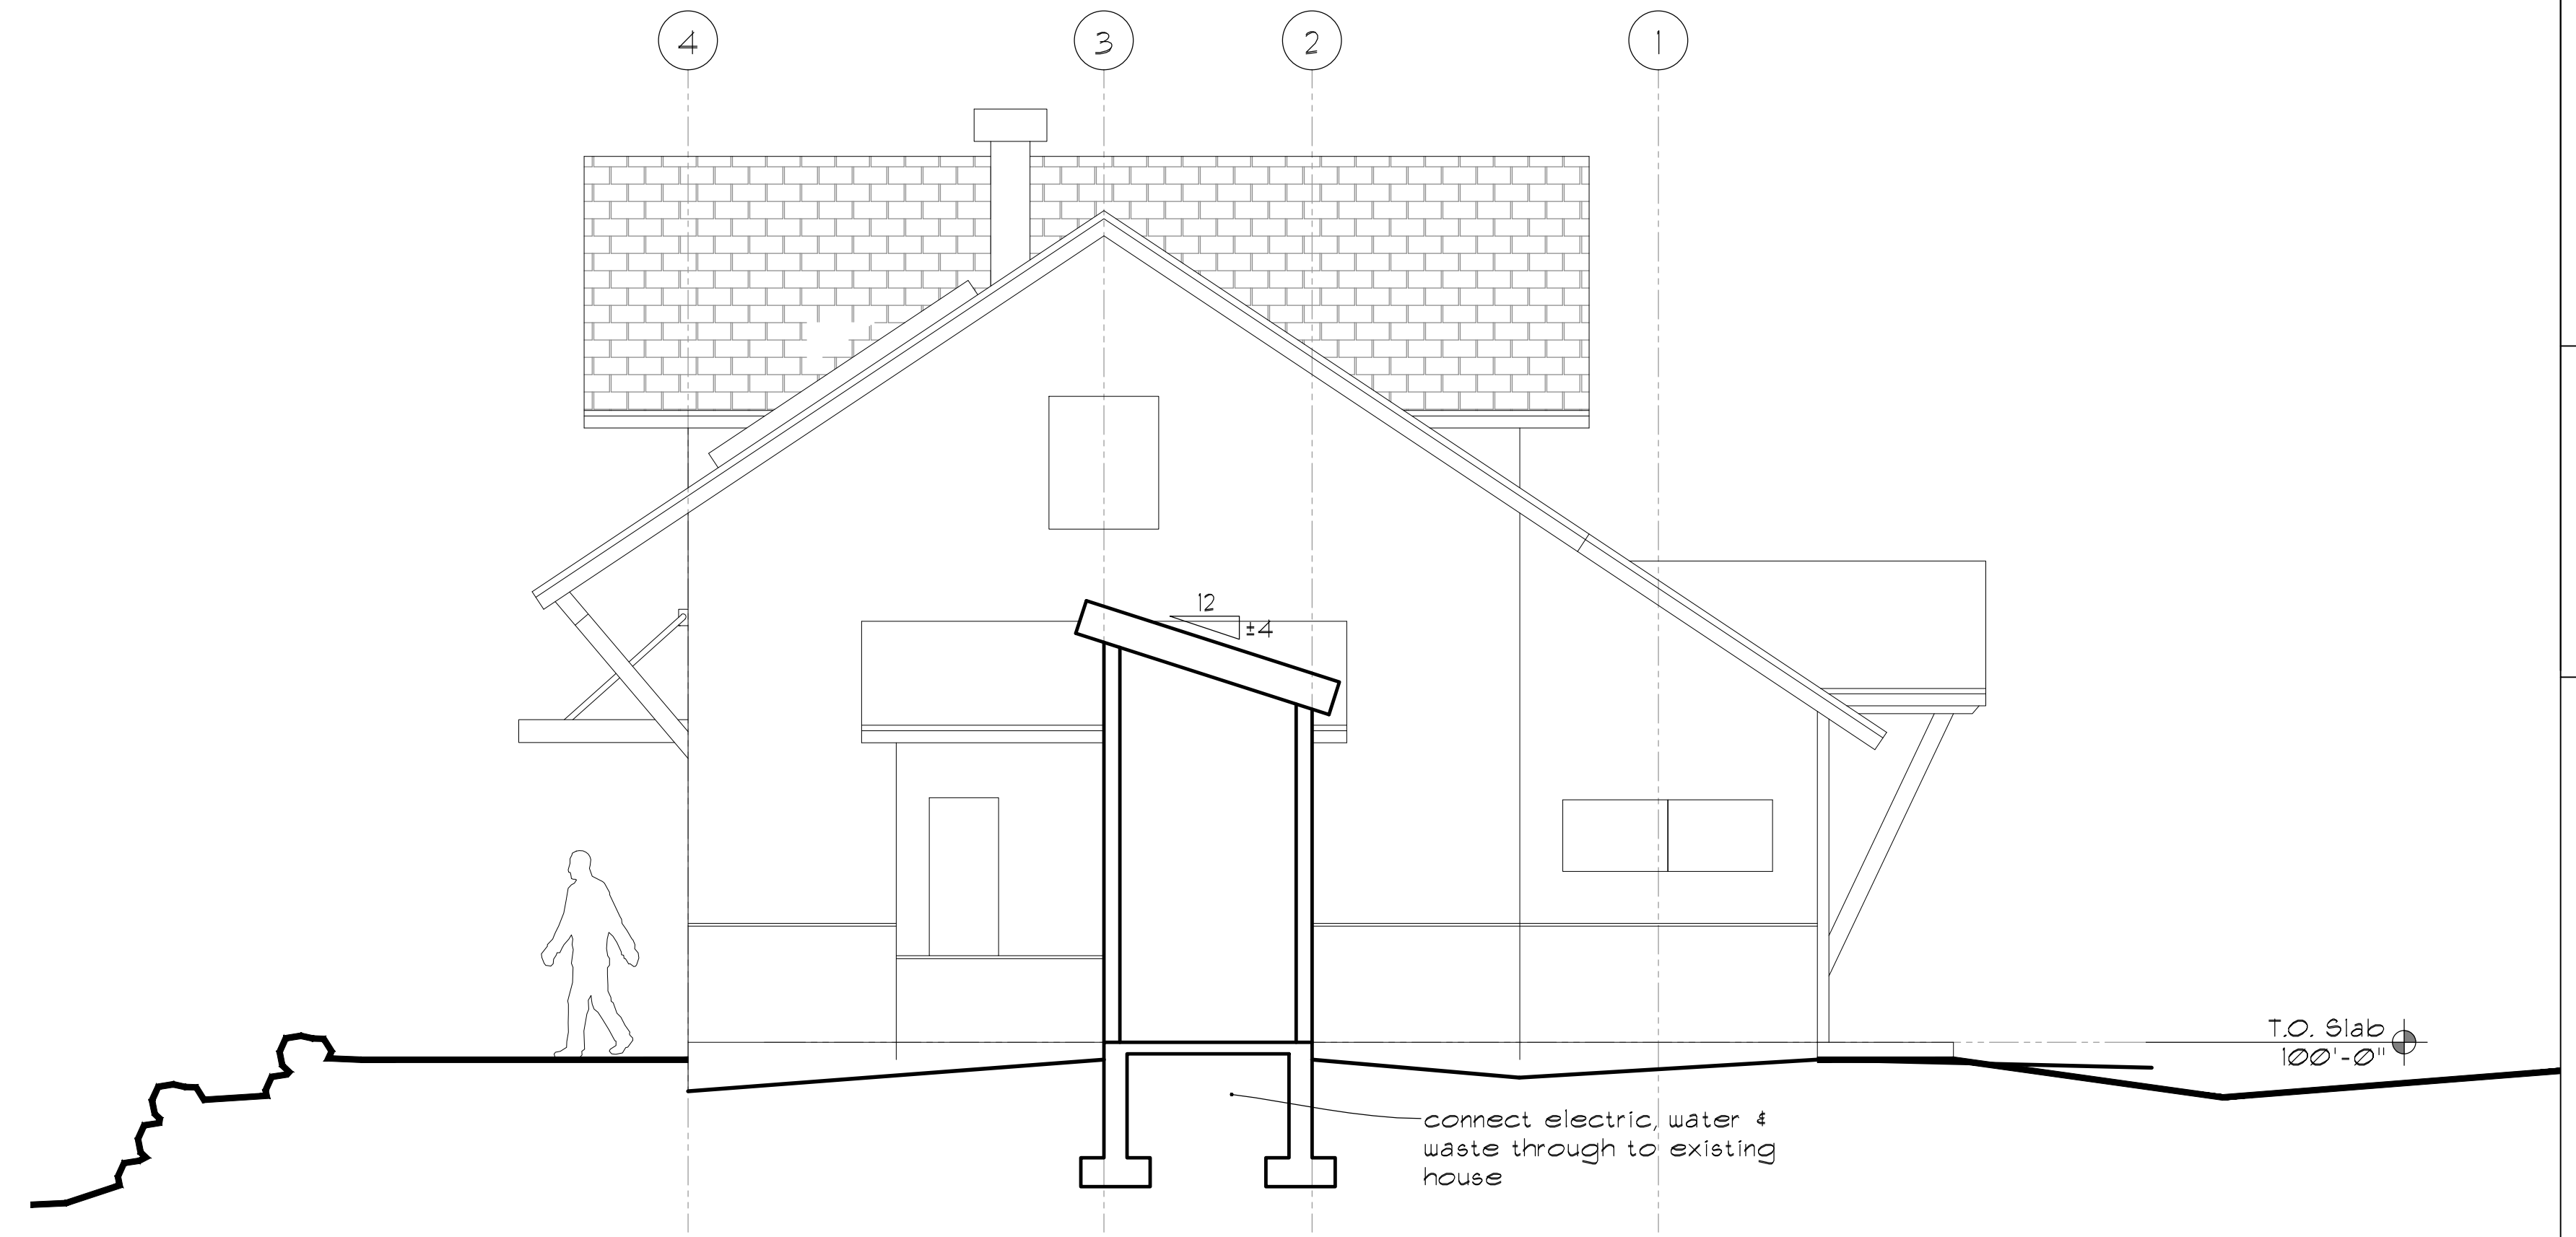 4
3
2
1
12
±4
T.O. Slab
100'-0"
connect electric, water &
waste through to existing
house